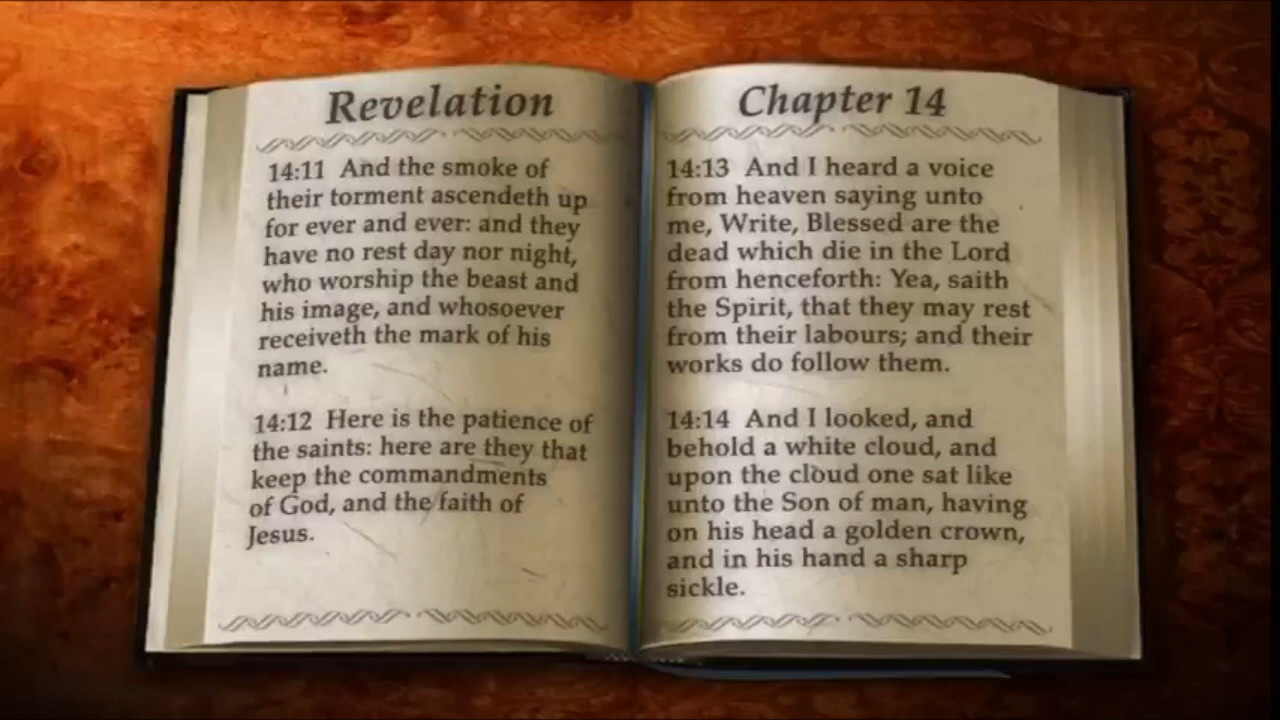 Revelation
14:11 And the smoke of
their torment ascendeth up
for ever and ever: and they
have no rest day nor night,
who worship the beast and
his image, and whosoever
receiveth the mark of his
name.
14:12 Here is the patience of
the saints: here are they that
keep the commandments
of God, and the faith of
Jesus.
Chapter 14
14:13 And I heard a voice
from heaven saying unto
me, Write, Blessed are the
dead which die in the Lord
from henceforth: Yea, saith
the Spirit, that they may rest
from their labours; and their
works do follow them.
14:14 And I looked, and
behold a white cloud, and
upon the cloud one sat like
unto the Son of man, having
on his head a golden crown,
and in his hand a sharp
sickle.